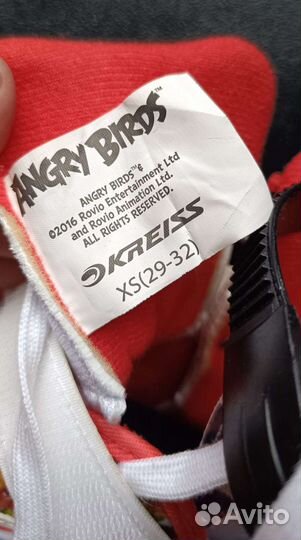 ANGRY BIRDS™
ANGRY BIRDS™&
©2016 Rovio Entertainment Ltd
and Rovio Animation Ltd.
ALL RIGHTS RESERVED.
KREISS
XS(29-32)
Avito